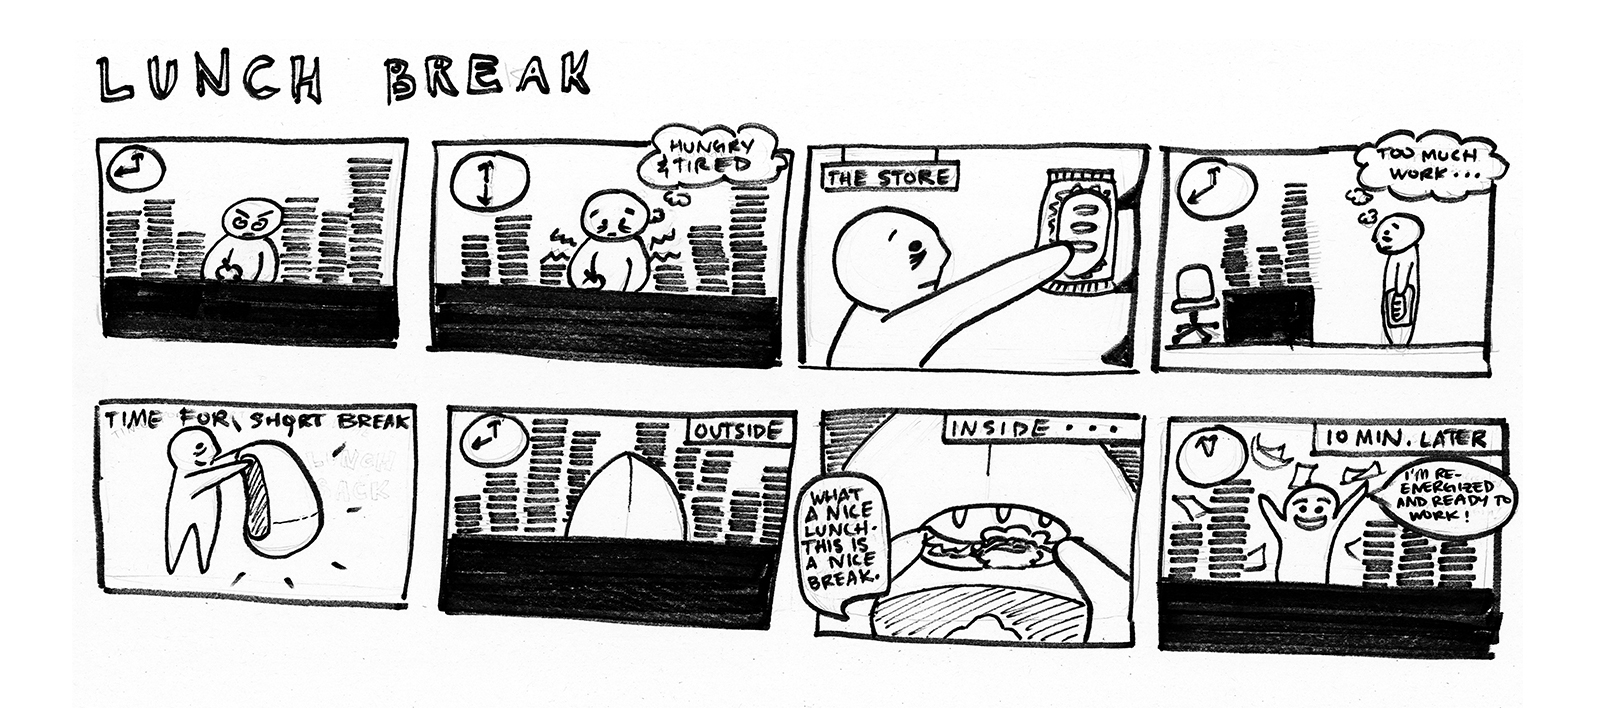 LUNCH BREAK
HUNGRY
& TIRED
THE STORE
TOO MUCH
WORK...
TIME FOR SHORT BREAK
LUNCH
OUTSIDE
INSIDE ...
WHAT
A NICE
LUNCH.
THIS IS
A NICE
BREAK.
10 MIN. LATER
I'M RE-
ENERGIZED
AND READY TO
WORK!